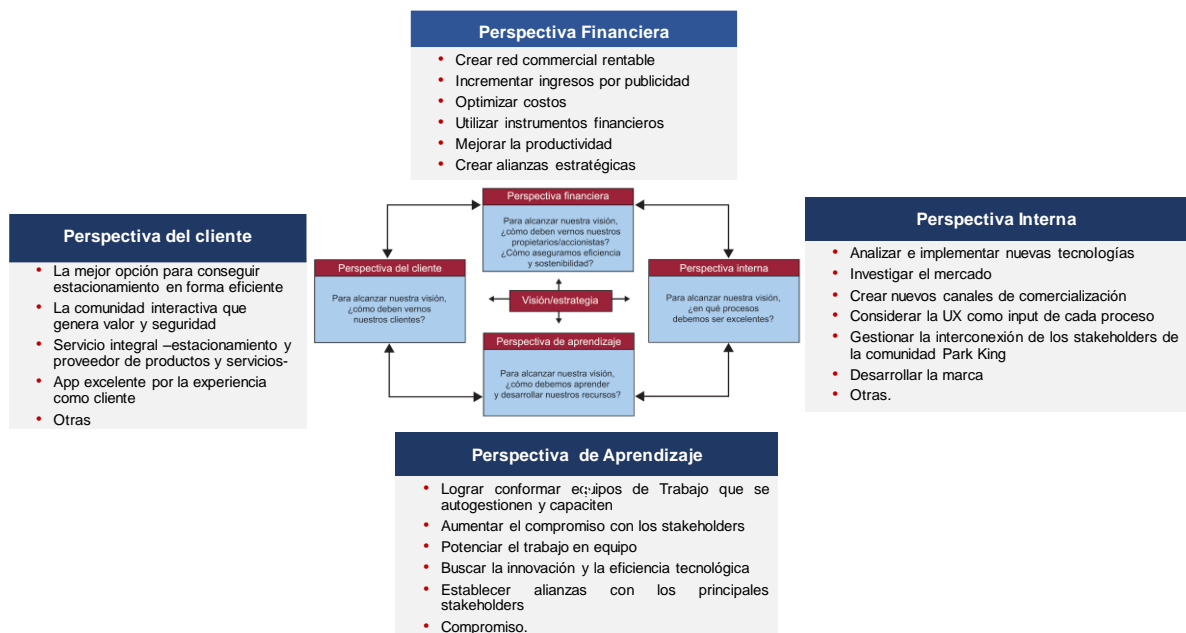 Perspectiva Financiera
• Crear red commercial rentable
• Incrementar ingresos por publicidad
• Optimizar costos
• Utilizar instrumentos financieros
• Mejorar la productividad
• Crear alianzas estratégicas
Perspectiva del cliente
• La mejor opción para conseguir
estacionamiento en forma eficiente
• La comunidad interactiva que
genera valor y seguridad
• Servicio integral –estacionamiento y
proveedor de productos y servicios-
• App excelente por la experiencia
como cliente
• Otras
Perspectiva financiera
Para alcanzar nuestra visión,
¿cómo deben vernos nuestros
propietarios/accionistas?
¿Cómo aseguramos eficiencia
y sostenibilidad?
Perspectiva del cliente
Para alcanzar nuestra visión,
¿cómo deben vernos
nuestros clientes?
Visión/estrategia
Perspectiva interna
Para alcanzar nuestra visión,
¿en qué procesos
debemos ser excelentes?
Perspectiva de aprendizaje
Para alcanzar nuestra visión,
¿cómo debemos aprender
y desarrollar nuestros recursos?
Perspectiva Interna
• Analizar e implementar nuevas tecnologías
• Investigar el mercado
• Crear nuevos canales de comercialización
• Considerar la UX como input de cada proceso
• Gestionar la interconexión de los stakeholders de
la comunidad Park King
• Desarrollar la marca
• Otras.
Perspectiva de Aprendizaje
• Lograr conformar equipos de Trabajo que se
autogestionen y capaciten
• Aumentar el compromiso con los stakeholders
• Potenciar el trabajo en equipo
• Buscar la innovación y la eficiencia tecnológica
• Establecer alianzas con los principales
stakeholders
• Compromiso.